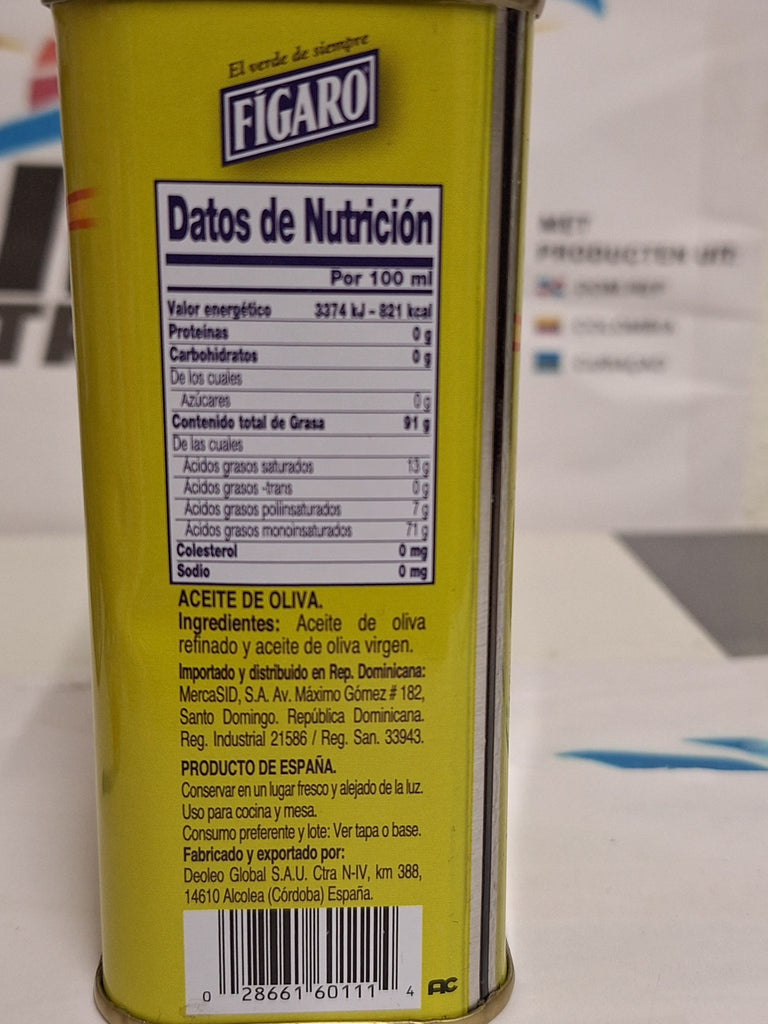 El verde de siempre
FÍGARO
Datos de Nutrición
Por 100 ml
Valor energético 3374 kJ - 821 kcal
Proteínas 0 g
Carbohidratos 0 g
De los cuales
Azúcares 0 g
Contenido total de Grasa 91 g
De las cuales
Ácidos grasos saturados 13 g
Ácidos grasos -trans 0 g
Ácidos grasos poliinsaturados 7 g
Ácidos grasos monoinsaturados 71 g
Colesterol 0 mg
Sodio 0 mg
ACEITE DE OLIVA.
Ingredientes: Aceite de oliva
refinado y aceite de oliva virgen.
Importado y distribuido en Rep. Dominicana:
MercaSID, S.A. Av. Máximo Gómez # 182,
Santo Domingo. República Dominicana.
Reg. Industrial 21586 / Reg. San. 33943.
PRODUCTO DE ESPAÑA.
Conservar en un lugar fresco y alejado de la luz.
Uso para cocina y mesa.
Consumo preferente y lote: Ver tapa o base.
Fabricado y exportado por:
Deoleo Global S.A.U. Ctra N-IV, km 388,
14610 Alcolea (Córdoba) España.
0 28661 60111 4
AC
MET
PRODUCTEN UIT:
COLOMBIA
CURAÇAO